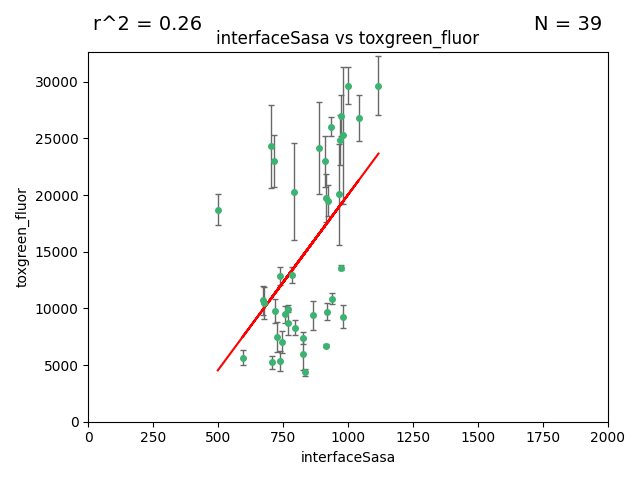 r^2 = 0.26
N = 39
interfaceSasa vs toxgreen_fluor
30000
25000
20000
15000
10000
5000
0
toxgreen_fluor
0 250 500 750 1000 1250 1500 1750 2000
interfaceSasa